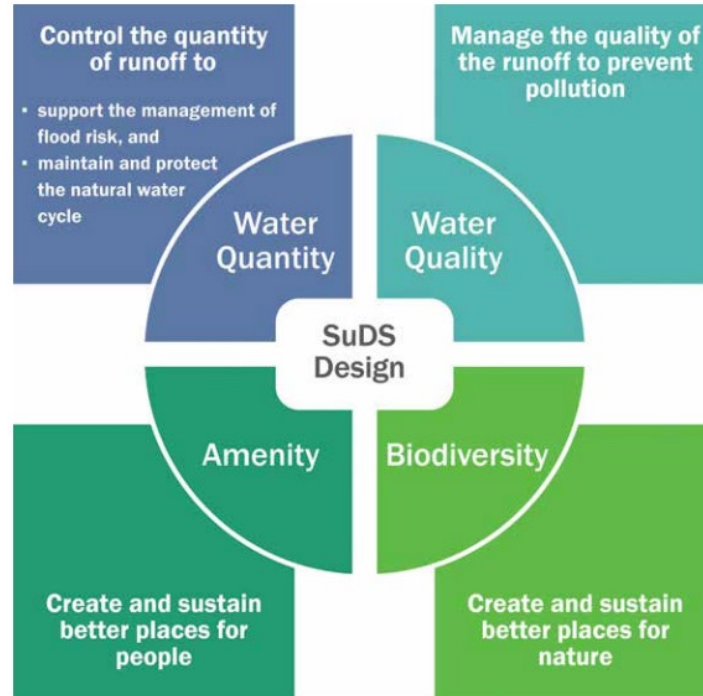 Control the quantity
of runoff to
▪ support the management of
flood risk, and
▪ maintain and protect
the natural water
cycle
Manage the quality of
the runoff to prevent
pollution
Water
Quantity
Water
Quality
SuDS
Design
Amenity
Biodiversity
Create and sustain
better places for
people
Create and sustain
better places for
nature